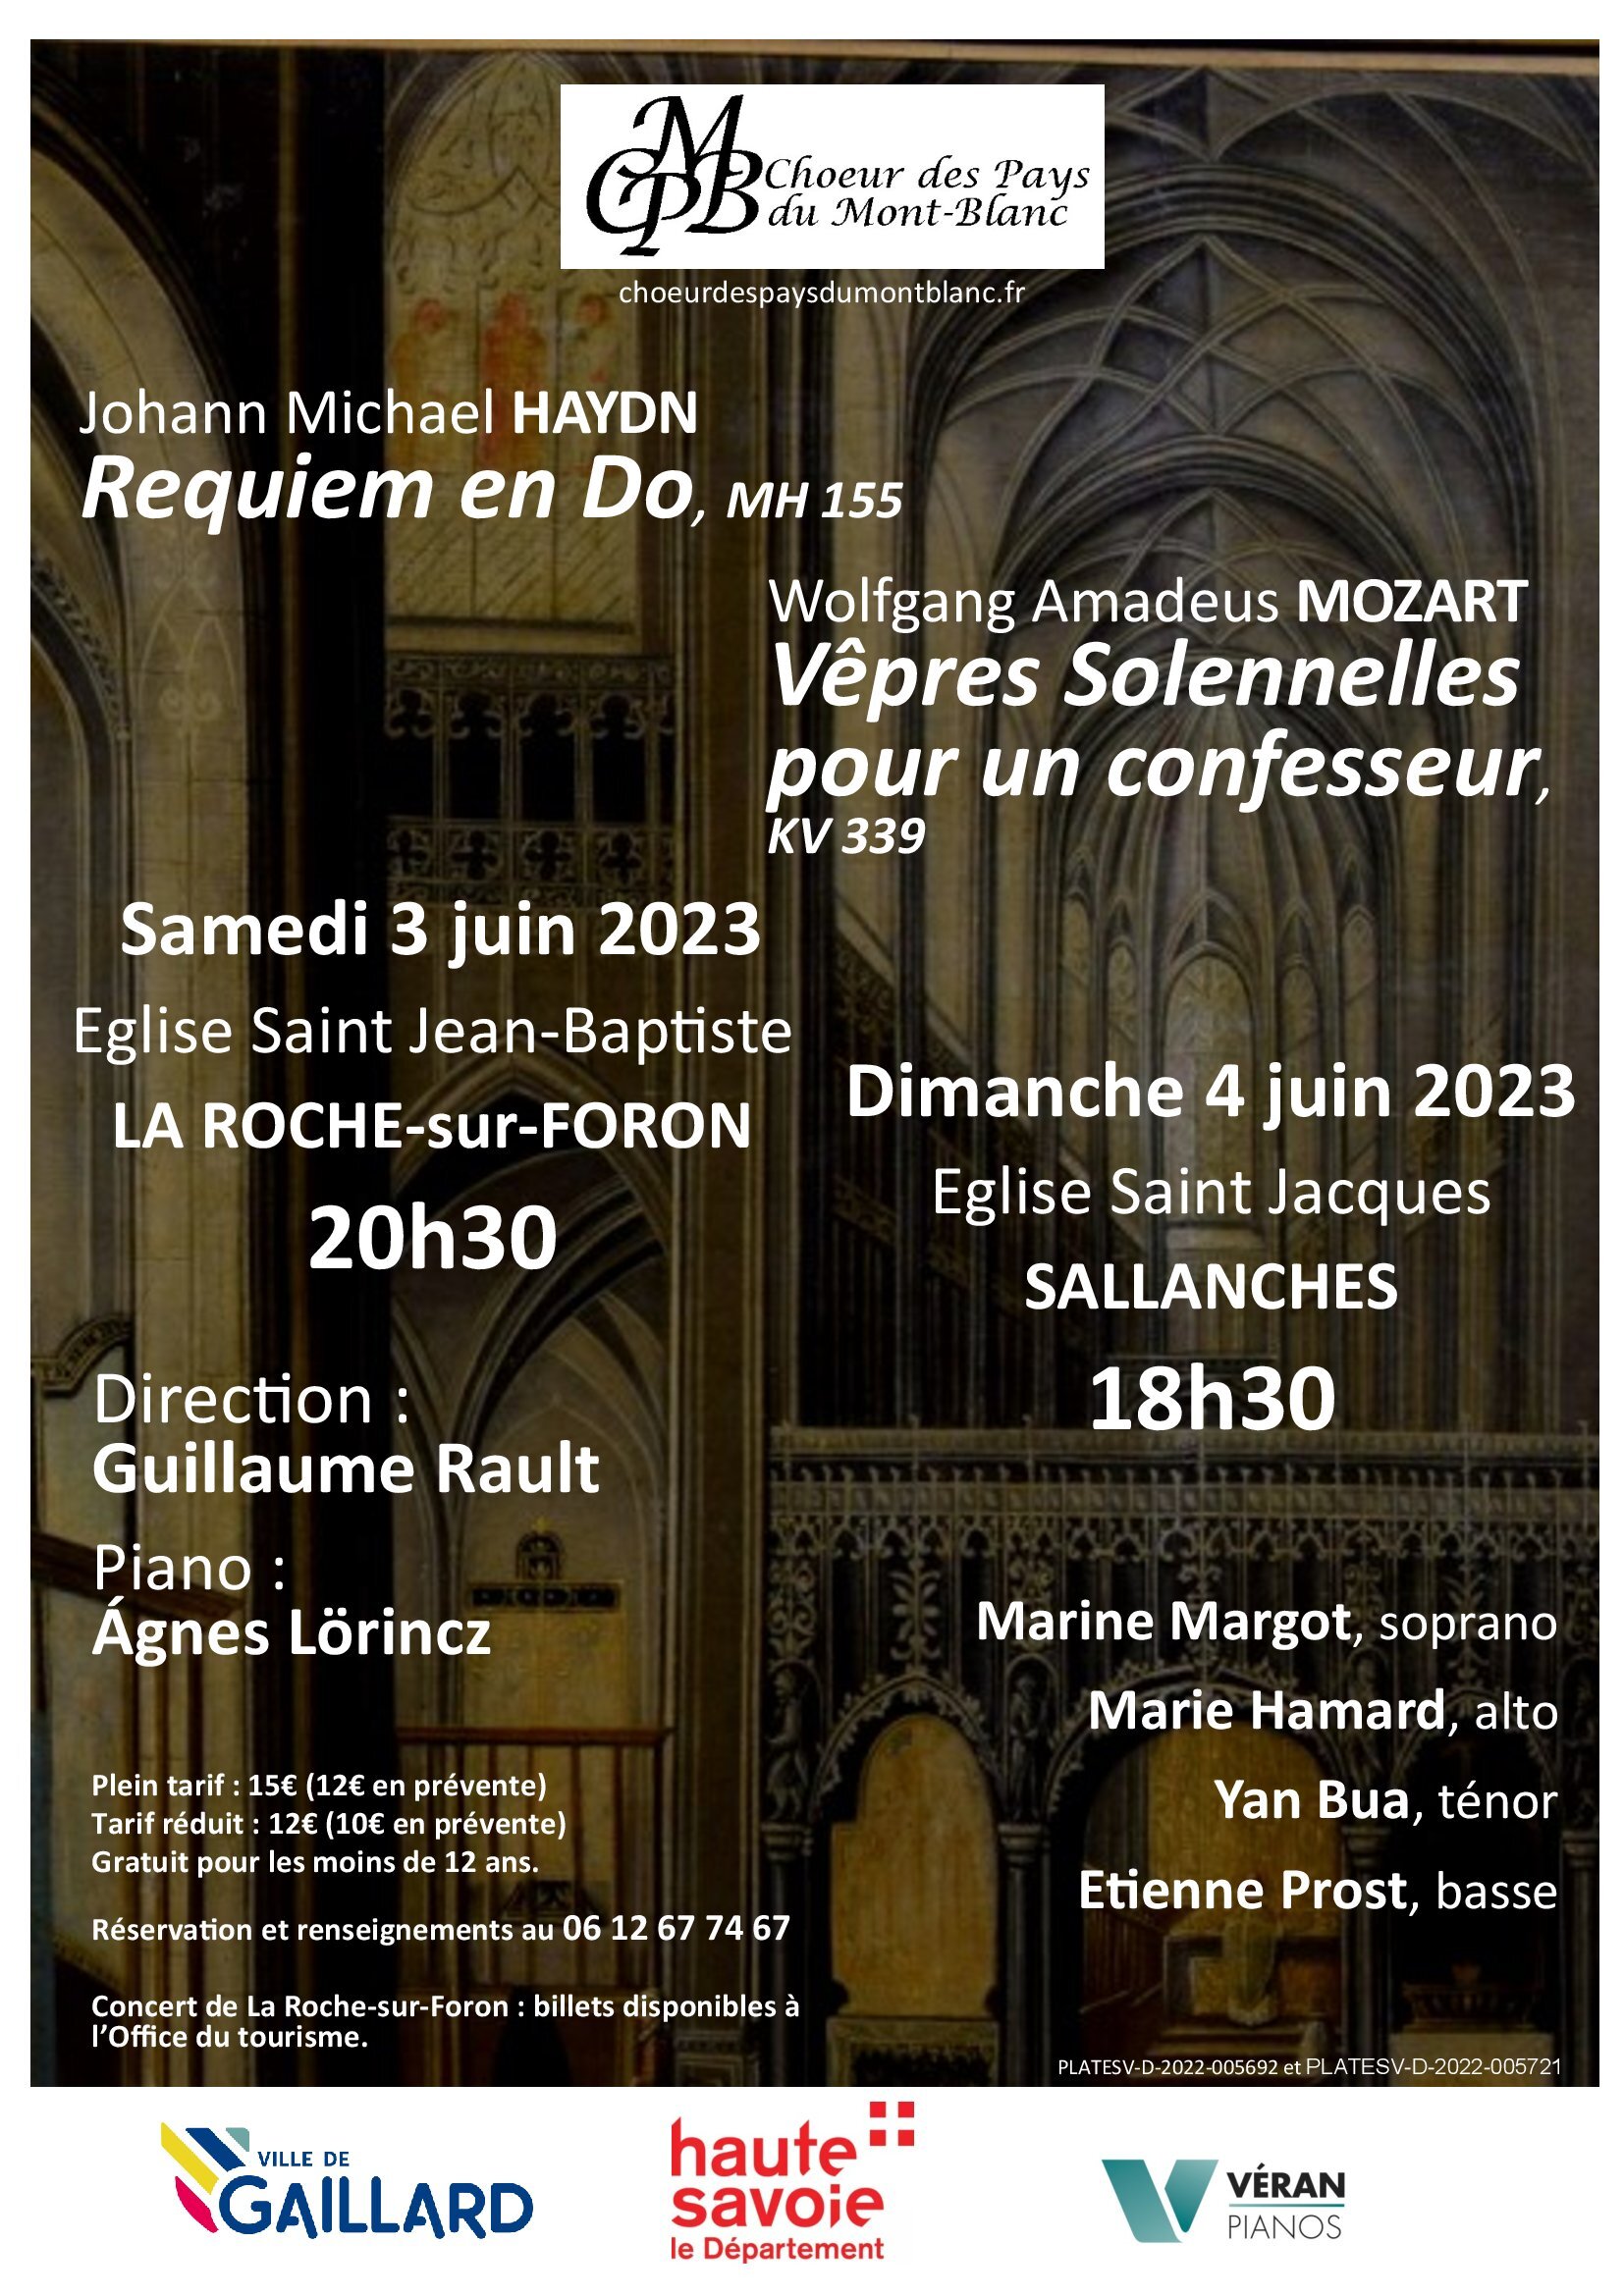 CMPB Choeur des Pays
du Mont-Blanc
choeurdespaysdumontblanc.fr
Johann Michael HAYDN
Requiem en Do, MH 155
Wolfgang Amadeus MOZART
Vêpres Solennelles
pour un confesseur,
KV 339
Samedi 3 juin 2023
Eglise Saint Jean-Baptiste
LA ROCHE-sur-FORON
20h30
Dimanche 4 juin 2023
Eglise Saint Jacques
SALLANCHES
18h30
Direction :
Guillaume Rault
Piano :
Ágnes Lörincz
Marine Margot, soprano
Marie Hamard, alto
Yan Bua, ténor
Etienne Prost, basse
Plein tarif : 15€ (12€ en prévente)
Tarif réduit : 12€ (10€ en prévente)
Gratuit pour les moins de 12 ans.
Réservation et renseignements au 06 12 67 74 67
Concert de La Roche-sur-Foron : billets disponibles à
l’Office du tourisme.
PLATESV-D-2022-005692 et PLATESV-D-2022-005721
VILLE DE
GAILLARD
haute
savoie
le Département
VÉRAN
PIANOS